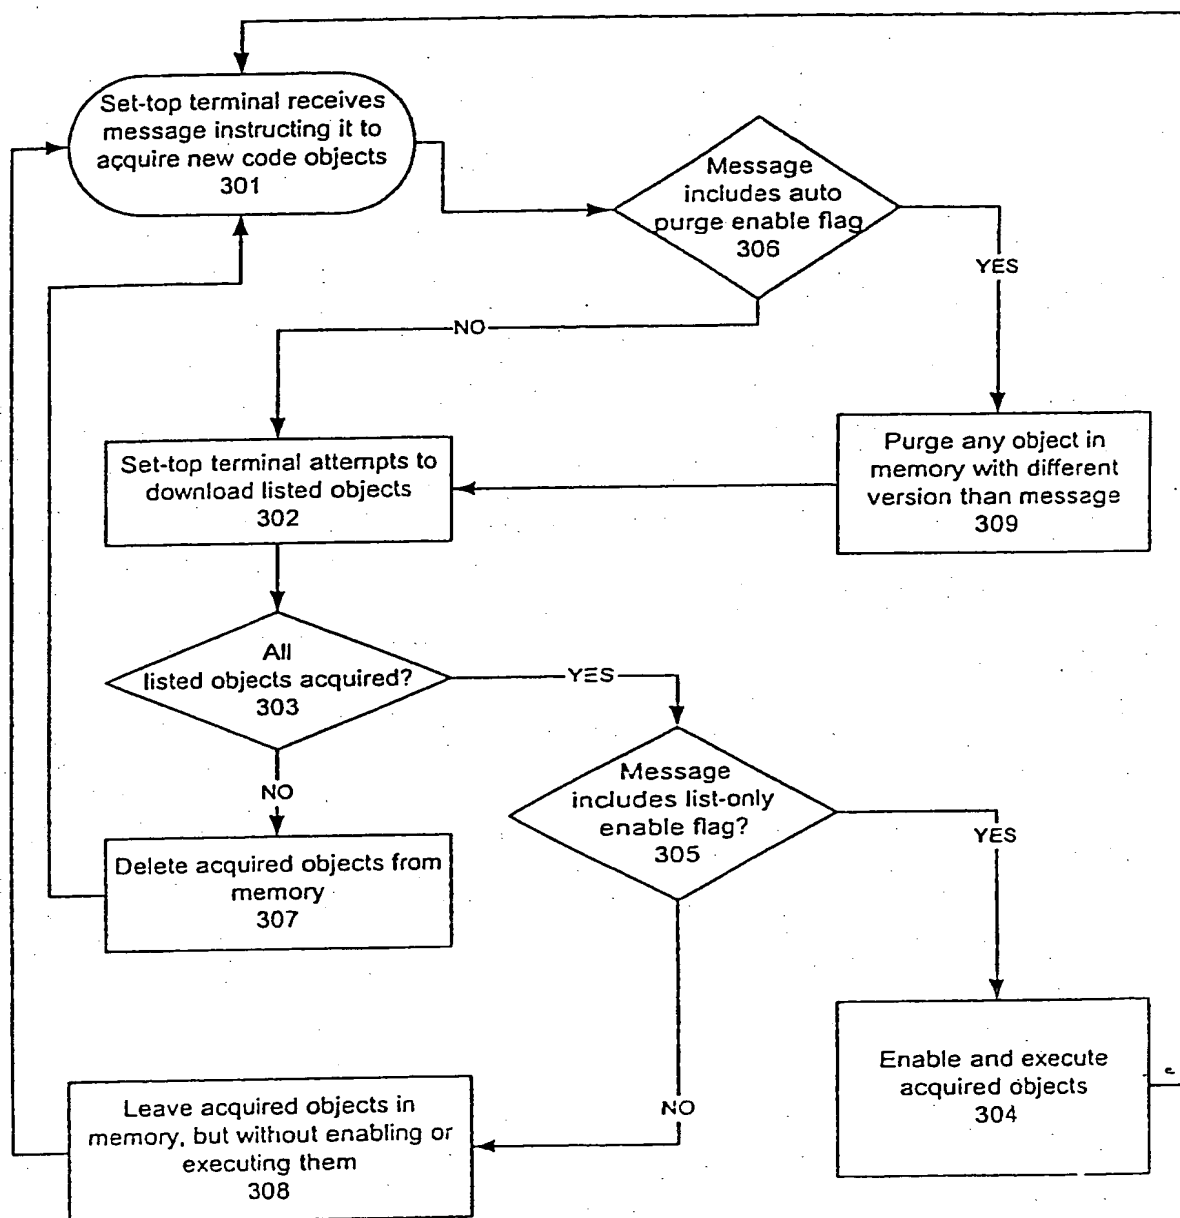 Set-top terminal receives
message instructing it to
acquire new code objects
301
Message
includes auto
purge enable flag
306
YES
NO
Set-top terminal attempts to
download listed objects
302
Purge any object in
memory with different
version than message
309
All
listed objects acquired?
303
YES
NO
Message
includes list-only
enable flag?
305
YES
Delete acquired objects from
memory
307
Enable and execute
acquired objects
304
NO
Leave acquired objects in
memory, but without enabling or
executing them
308